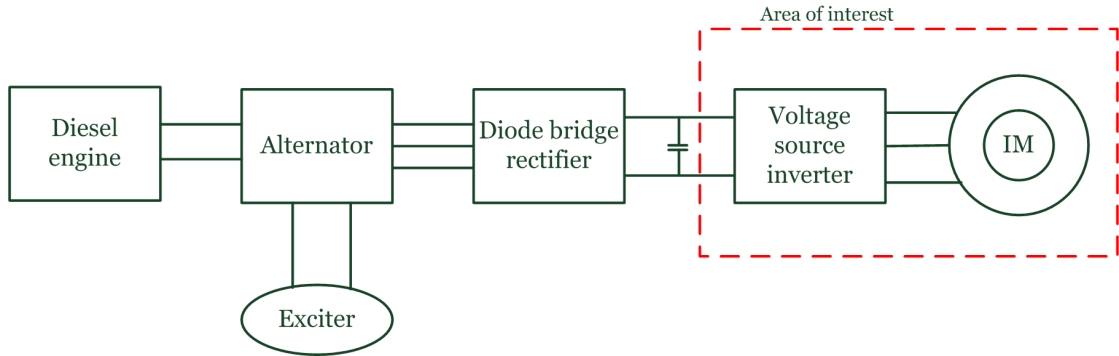 Area of interest
Diesel
engine
Alternator
Diode bridge
rectifier
Voltage
source
inverter
IM
Exciter